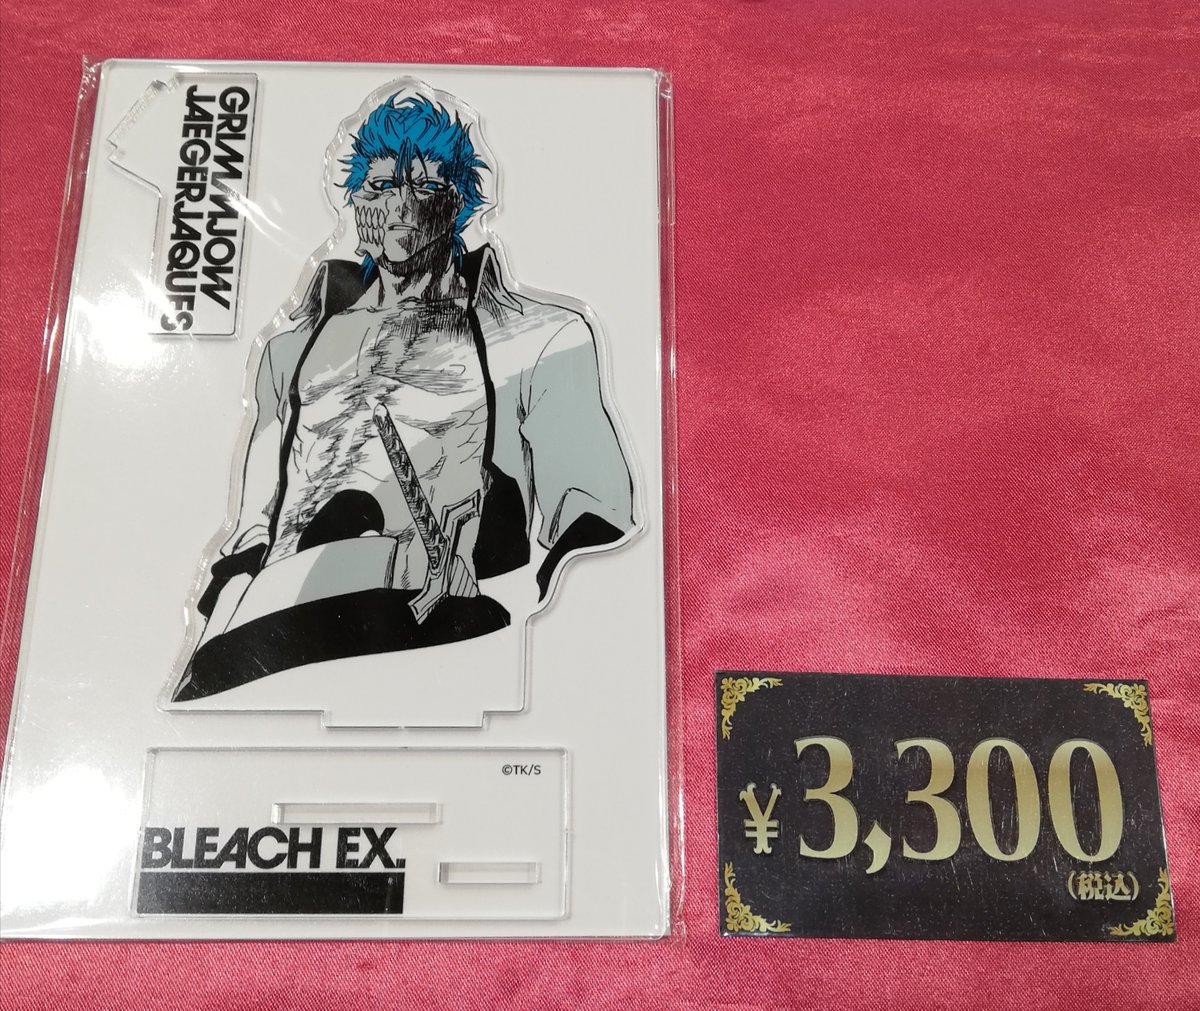 GRIMMJOW
JAEGERJAQUES
©TK/S
BLEACH EX.
¥3,300
(税込)